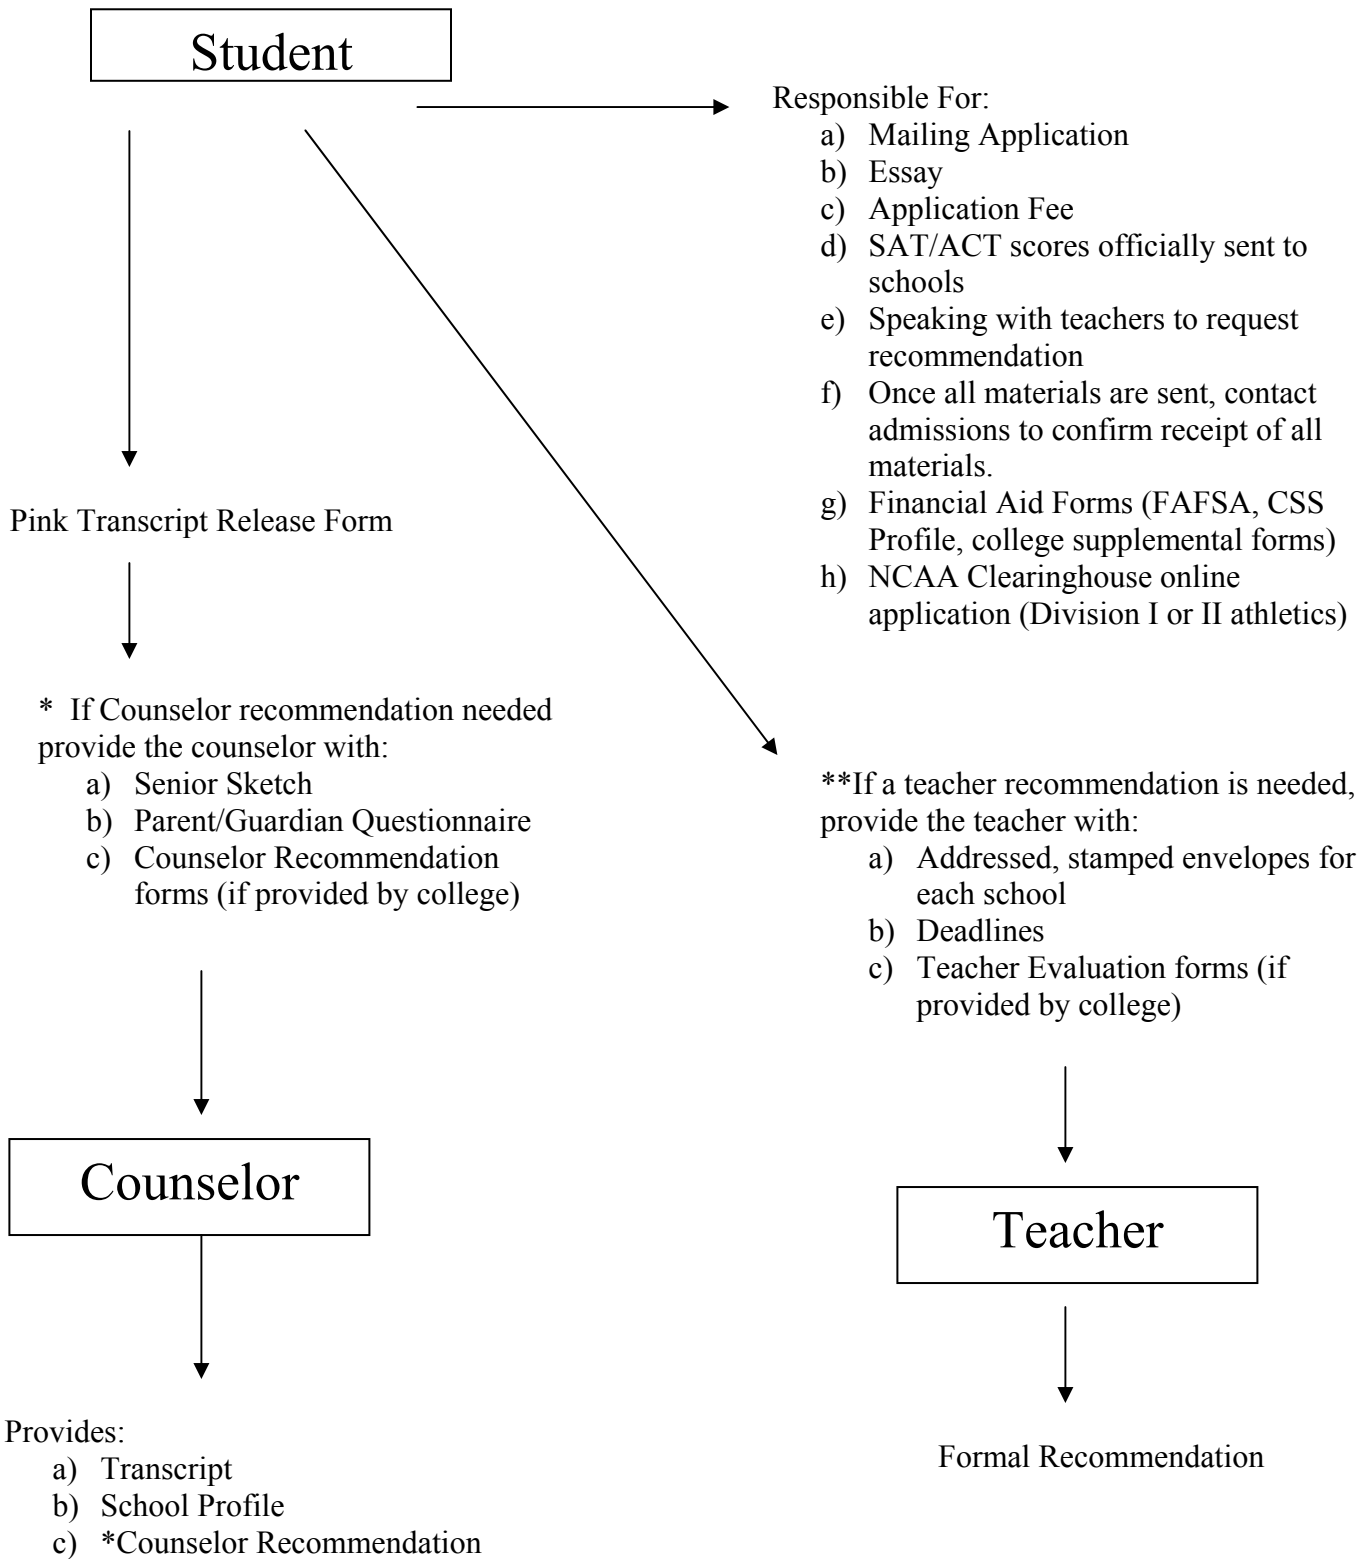 Student
Responsible For:
a) Mailing Application
b) Essay
c) Application Fee
d) SAT/ACT scores officially sent to
schools
e) Speaking with teachers to request
recommendation
f) Once all materials are sent, contact
admissions to confirm receipt of all
materials.
g) Financial Aid Forms (FAFSA, CSS
Profile, college supplemental forms)
h) NCAA Clearinghouse online
application (Division I or II athletics)
Pink Transcript Release Form
* If Counselor recommendation needed
provide the counselor with:
a) Senior Sketch
b) Parent/Guardian Questionnaire
c) Counselor Recommendation
forms (if provided by college)
**If a teacher recommendation is needed,
provide the teacher with:
a) Addressed, stamped envelopes for
each school
b) Deadlines
c) Teacher Evaluation forms (if
provided by college)
Counselor
Teacher
Provides:
a) Transcript
b) School Profile
c) *Counselor Recommendation
Formal Recommendation